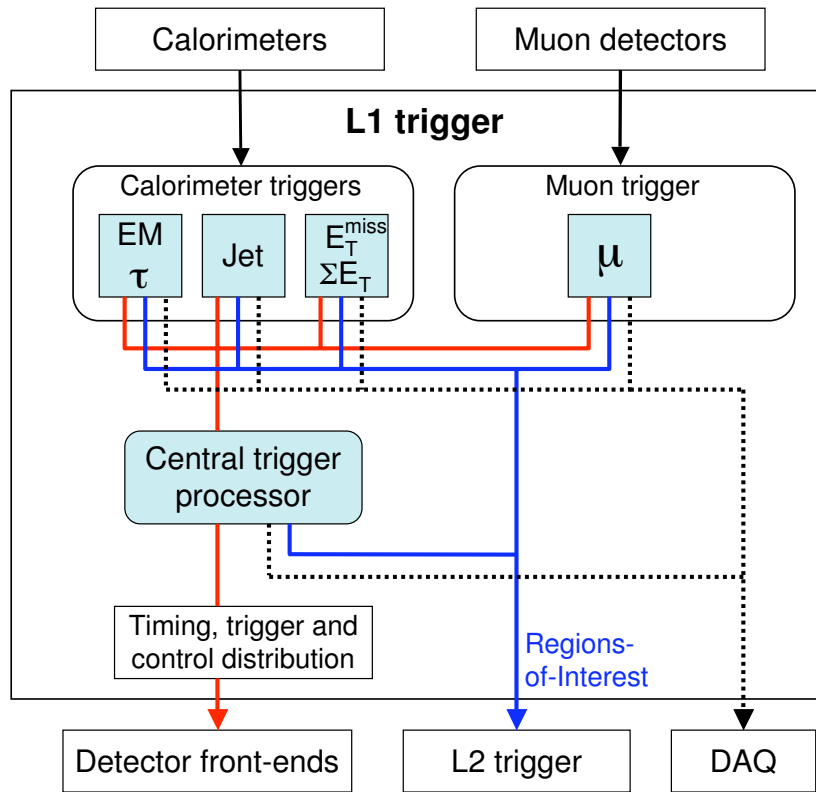 Calorimeters
Muon detectors
L1 trigger
Calorimeter triggers
Muon trigger
EM
τ
Jet
E_T^miss
ΣE_T
μ
Central trigger
processor
Timing, trigger and
control distribution
Regions-
of-Interest
Detector front-ends
L2 trigger
DAQ